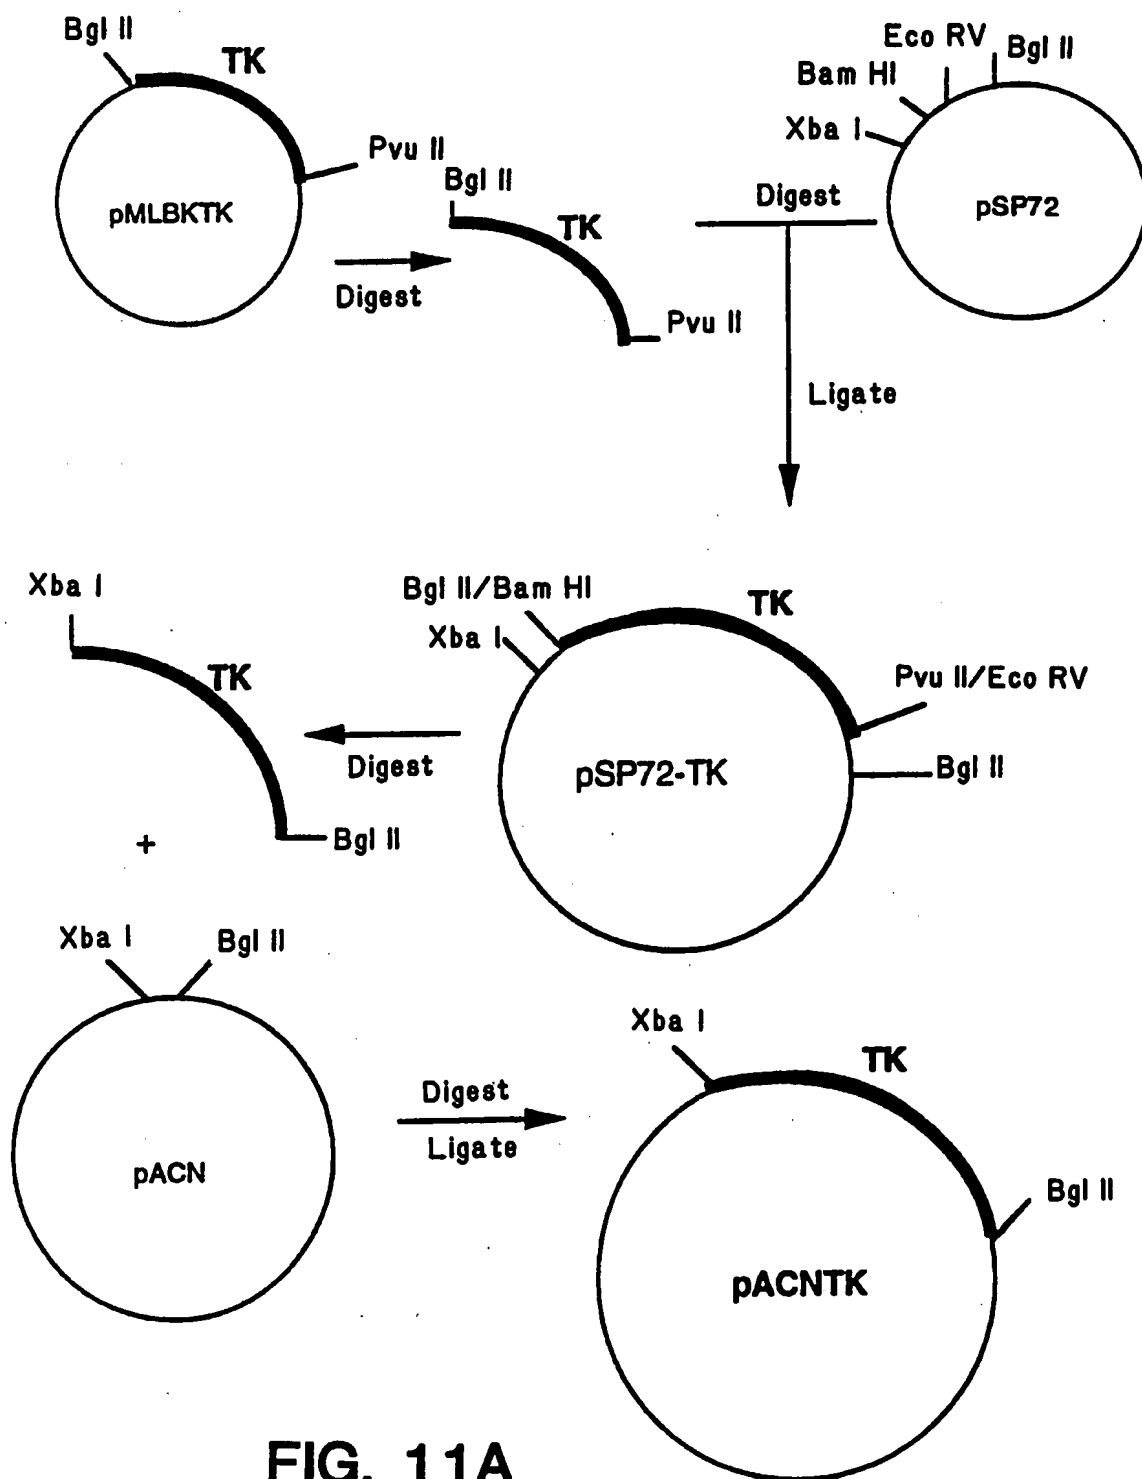 Bgl II
TK
Pvu II
pMLBKTK
Digest
Bgl II
TK
Pvu II
Eco RV
Bgl II
Bam HI
Xba I
pSP72
Digest
Ligate
Xba I
TK
Bgl II
+
Digest
Bgl II/Bam HI
Xba I
TK
Pvu II/Eco RV
Bgl II
pSP72-TK
Xba I
Bgl II
pACN
Digest
Ligate
Xba I
TK
Bgl II
pACNTK
FIG. 11A